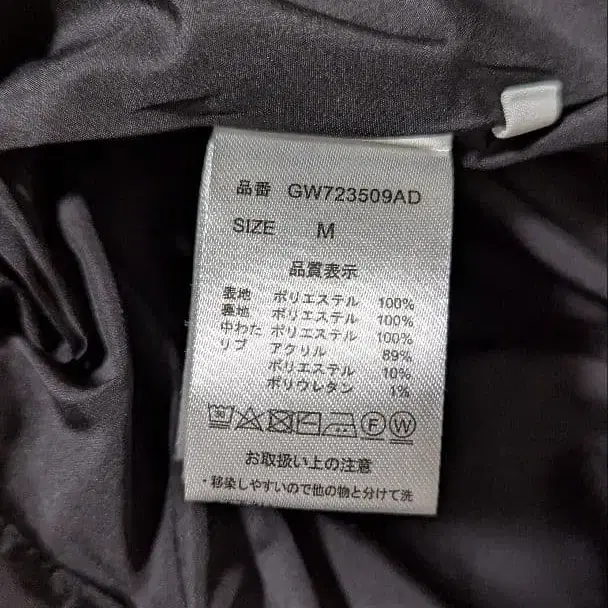 品番 GW723509AD
SIZE M
品質表示
表地 ポリエステル 100%
裏地 ポリエステル 100%
中わた ポリエステル 100%
リブ アクリル 89%
ポリエステル 10%
ポリウレタン 1%
30 F W
お取扱い上の注意
・移染しやすいので他の物と分けて洗